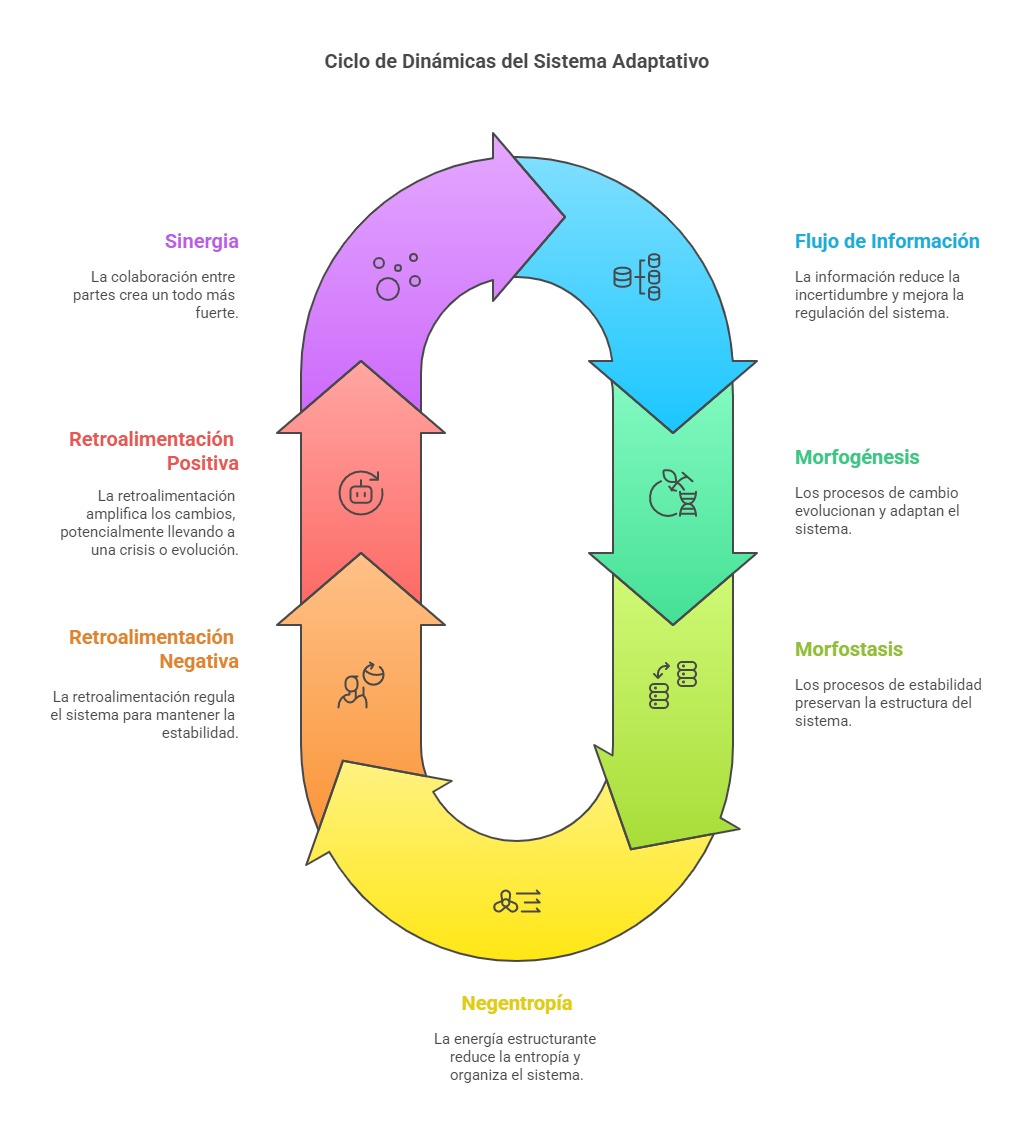 Ciclo de Dinámicas del Sistema Adaptativo
Sinergia
La colaboración entre
partes crea un todo más
fuerte.
Flujo de Información
La información reduce la
incertidumbre y mejora la
regulación del sistema.
Retroalimentación
Positiva
La retroalimentación
amplifica los cambios,
potencialmente llevando a
una crisis o evolución.
Morfogénesis
Los procesos de cambio
evolucionan y adaptan el
sistema.
Retroalimentación
Negativa
La retroalimentación regula
el sistema para mantener la
estabilidad.
Morfostasis
Los procesos de estabilidad
preservan la estructura del
sistema.
Negentropía
La energía estructurante
reduce la entropía y
organiza el sistema.